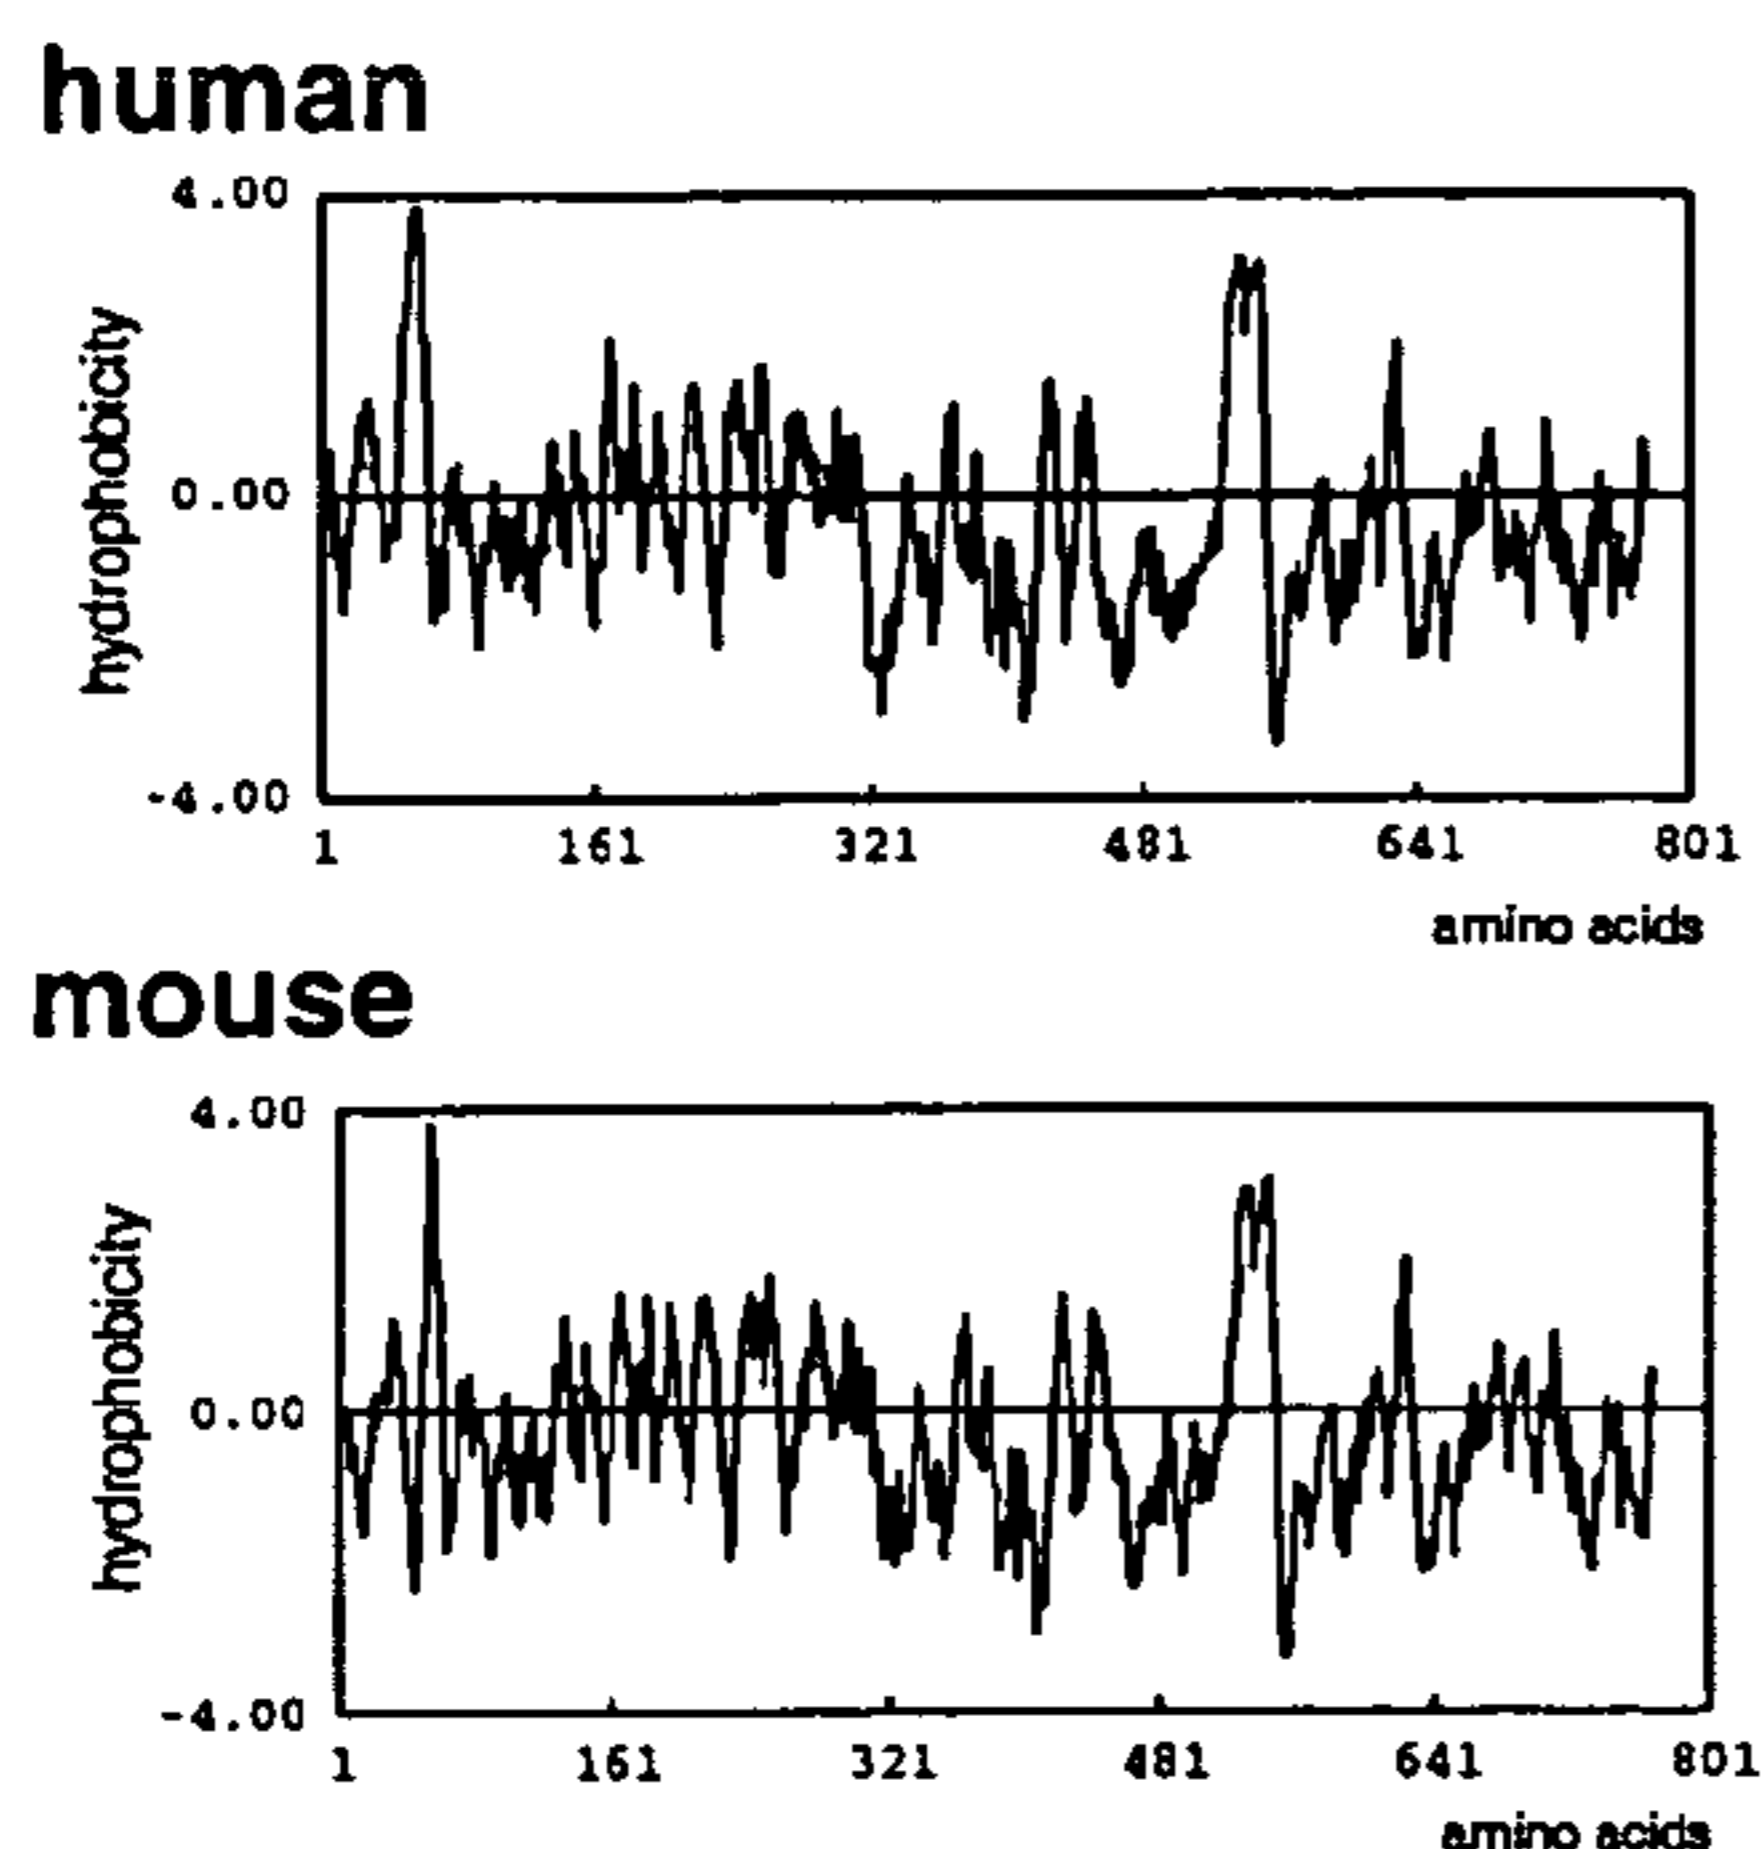 human
4.00
hydrophobicity
0.00
-4.00
1 161 321 481 641 801
amino acids
mouse
4.00
hydrophobicity
0.00
-4.00
1 161 321 481 641 801
amino acids